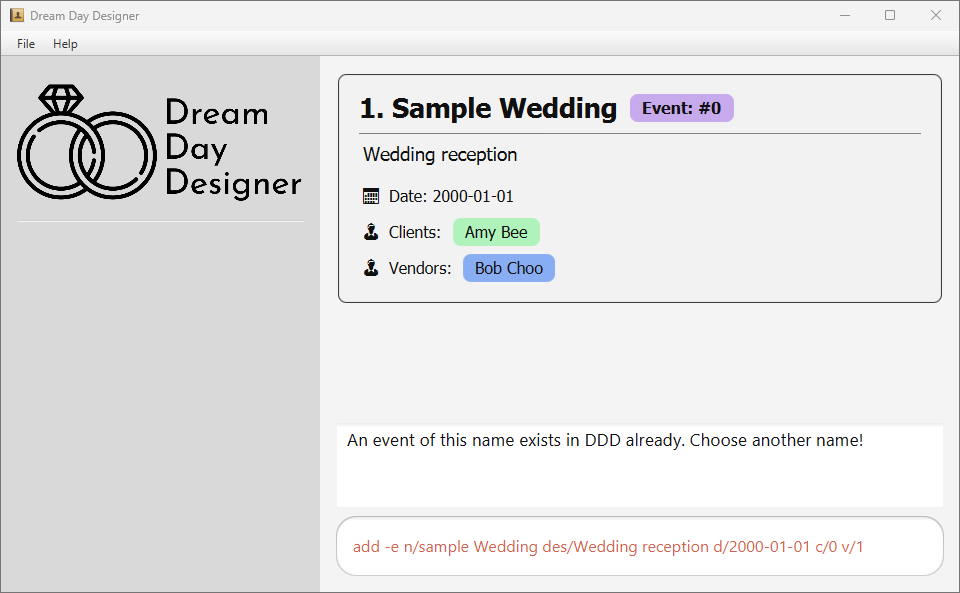 Dream Day Designer
File Help
Dream
Day
Designer
1. Sample Wedding Event: #0
Wedding reception
Date: 2000-01-01
Clients: Amy Bee
Vendors: Bob Choo
An event of this name exists in DDD already. Choose another name!
add -e n/sample Wedding des/Wedding reception d/2000-01-01 c/0 v/1